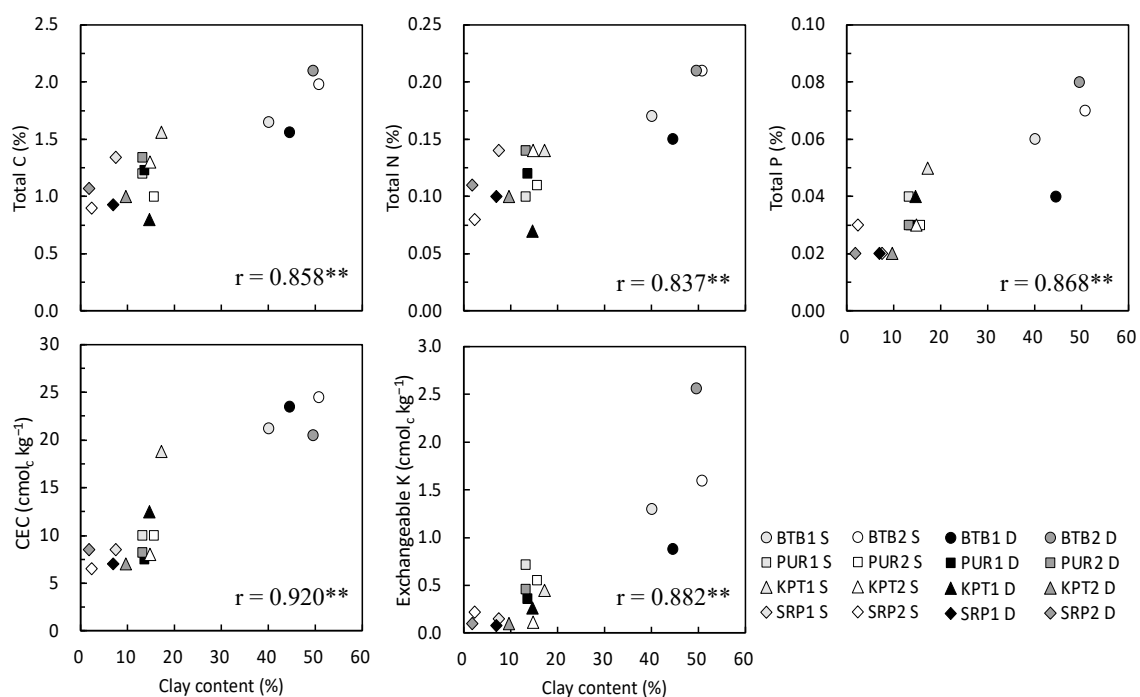 2.5
2.0
1.5
1.0
0.5
0.0
Total C (%)
r = 0.858**
0.25
0.20
0.15
0.10
0.05
0.00
Total N (%)
r = 0.837**
0.10
0.08
0.06
0.04
0.02
0.00
Total P (%)
r = 0.868**
0 10 20 30 40 50 60
30
25
20
15
10
5
0
CEC (cmolc kg−1)
r = 0.920**
0 10 20 30 40 50 60
Clay content (%)
3.0
2.5
2.0
1.5
1.0
0.5
0.0
Exchangeable K (cmolc kg−1)
r = 0.882**
0 10 20 30 40 50 60
Clay content (%)
BTB1 S BTB2 S BTB1 D BTB2 D
PUR1 S PUR2 S PUR1 D PUR2 D
KPT1 S KPT2 S KPT1 D KPT2 D
SRP1 S SRP2 S SRP1 D SRP2 D